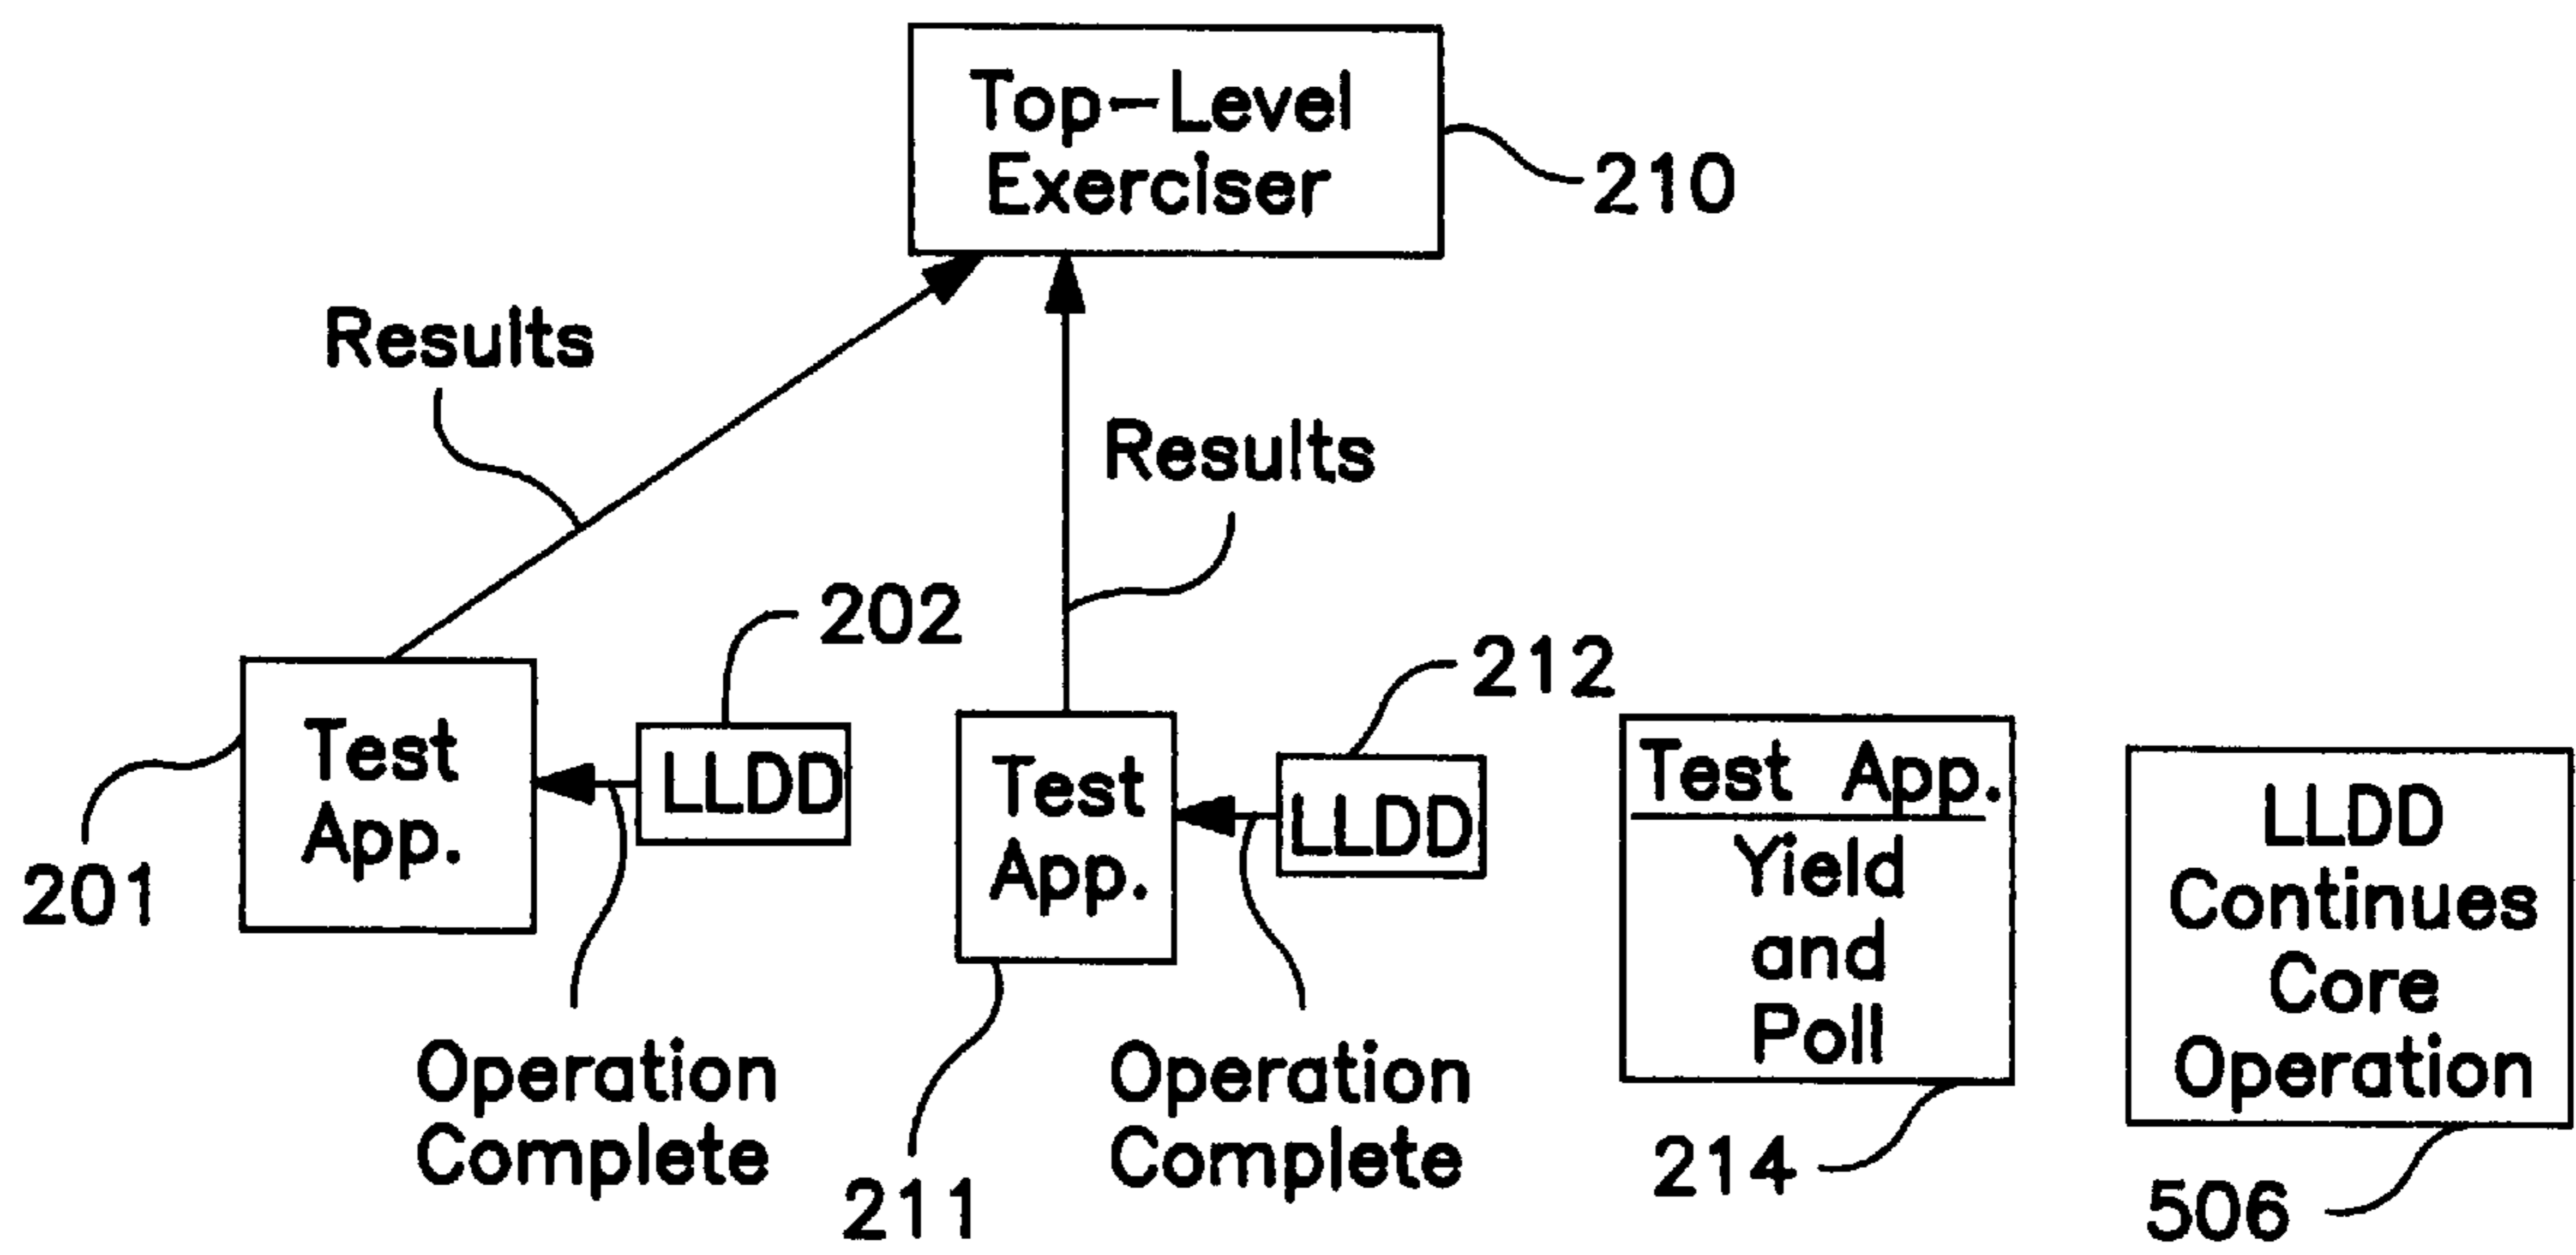 Top-Level
Exerciser
210
Results
Results
202
212
201
Test
App.
LLDD
211
Test
App.
LLDD
Test App.
Yield
and
Poll
214
LLDD
Continues
Core
Operation
506
Operation
Complete
Operation
Complete